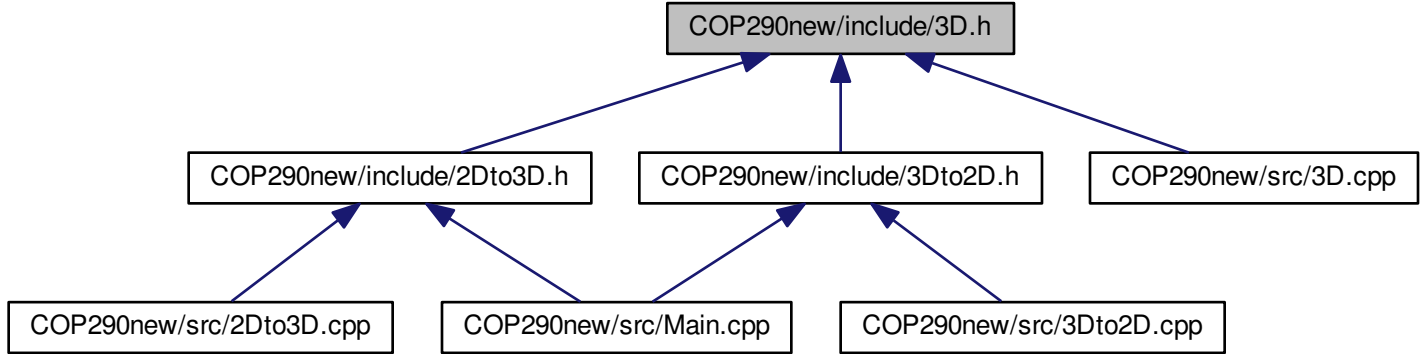 COP290new/include/3D.h
COP290new/include/2Dto3D.h
COP290new/include/3Dto2D.h
COP290new/src/3D.cpp
COP290new/src/2Dto3D.cpp
COP290new/src/Main.cpp
COP290new/src/3Dto2D.cpp